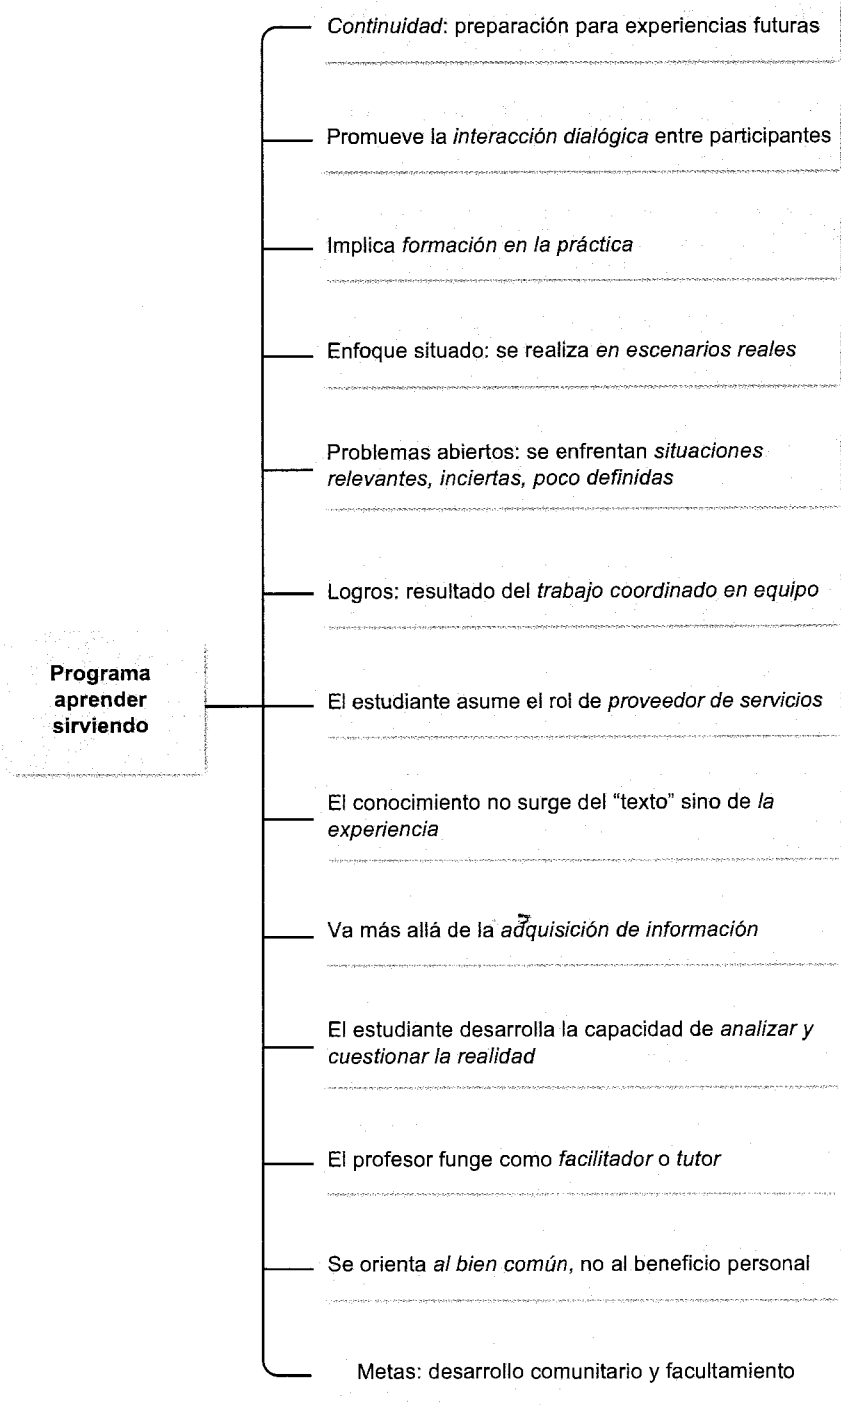 Continuidad: preparación para experiencias futuras
Promueve la interacción dialógica entre participantes
Implica formación en la práctica
Enfoque situado: se realiza en escenarios reales
Problemas abiertos: se enfrentan situaciones
relevantes, inciertas, poco definidas
Logros: resultado del trabajo coordinado en equipo
Programa
aprender
sirviendo
El estudiante asume el rol de proveedor de servicios
El conocimiento no surge del “texto” sino de la
experiencia
Va más allá de la adquisición de información
El estudiante desarrolla la capacidad de analizar y
cuestionar la realidad
El profesor funge como facilitador o tutor
Se orienta al bien común, no al beneficio personal
Metas: desarrollo comunitario y facultamiento